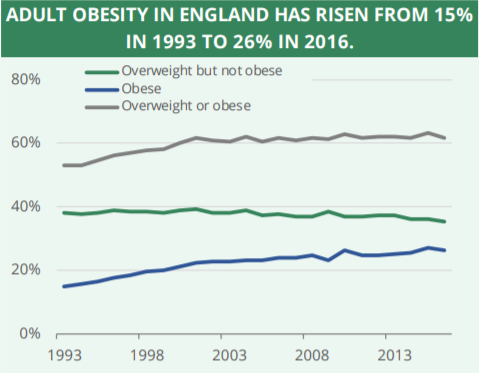 ADULT OBESITY IN ENGLAND HAS RISEN FROM 15%
IN 1993 TO 26% IN 2016.
80%
Overweight but not obese
Obese
Overweight or obese
60%
40%
20%
0%
1993 1998 2003 2008 2013